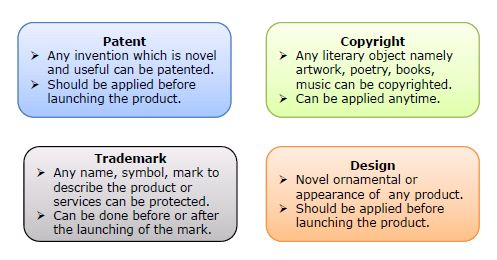 Patent
➤ Any invention which is novel
and useful can be patented.
➤ Should be applied before
launching the product.
Copyright
➤ Any literary object namely
artwork, poetry, books,
music can be copyrighted.
➤ Can be applied anytime.
Trademark
➤ Any name, symbol, mark to
describe the product or
services can be protected.
➤ Can be done before or after
the launching of the mark.
Design
➤ Novel ornamental or
appearance of any product.
➤ Should be applied before
launching the product.